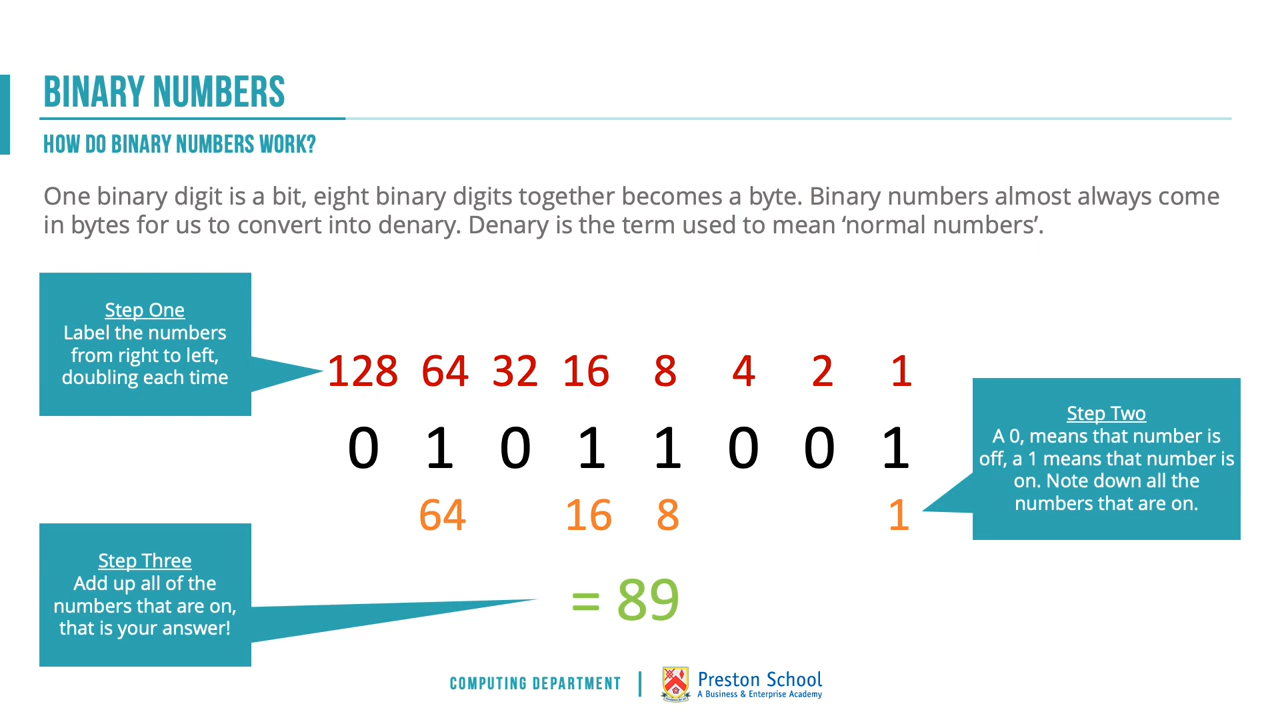 BINARY NUMBERS
HOW DO BINARY NUMBERS WORK?
One binary digit is a bit, eight binary digits together becomes a byte. Binary numbers almost always come
in bytes for us to convert into denary. Denary is the term used to mean ‘normal numbers’.
Step One
Label the numbers
from right to left,
doubling each time
128 64 32 16 8 4 2 1
0 1 0 1 1 0 0 1
64 16 8 1
Step Two
A 0, means that number is
off, a 1 means that number is
on. Note down all the
numbers that are on.
Step Three
Add up all of the
numbers that are on,
that is your answer!
= 89
COMPUTING DEPARTMENT
Preston School
A Business & Enterprise Academy